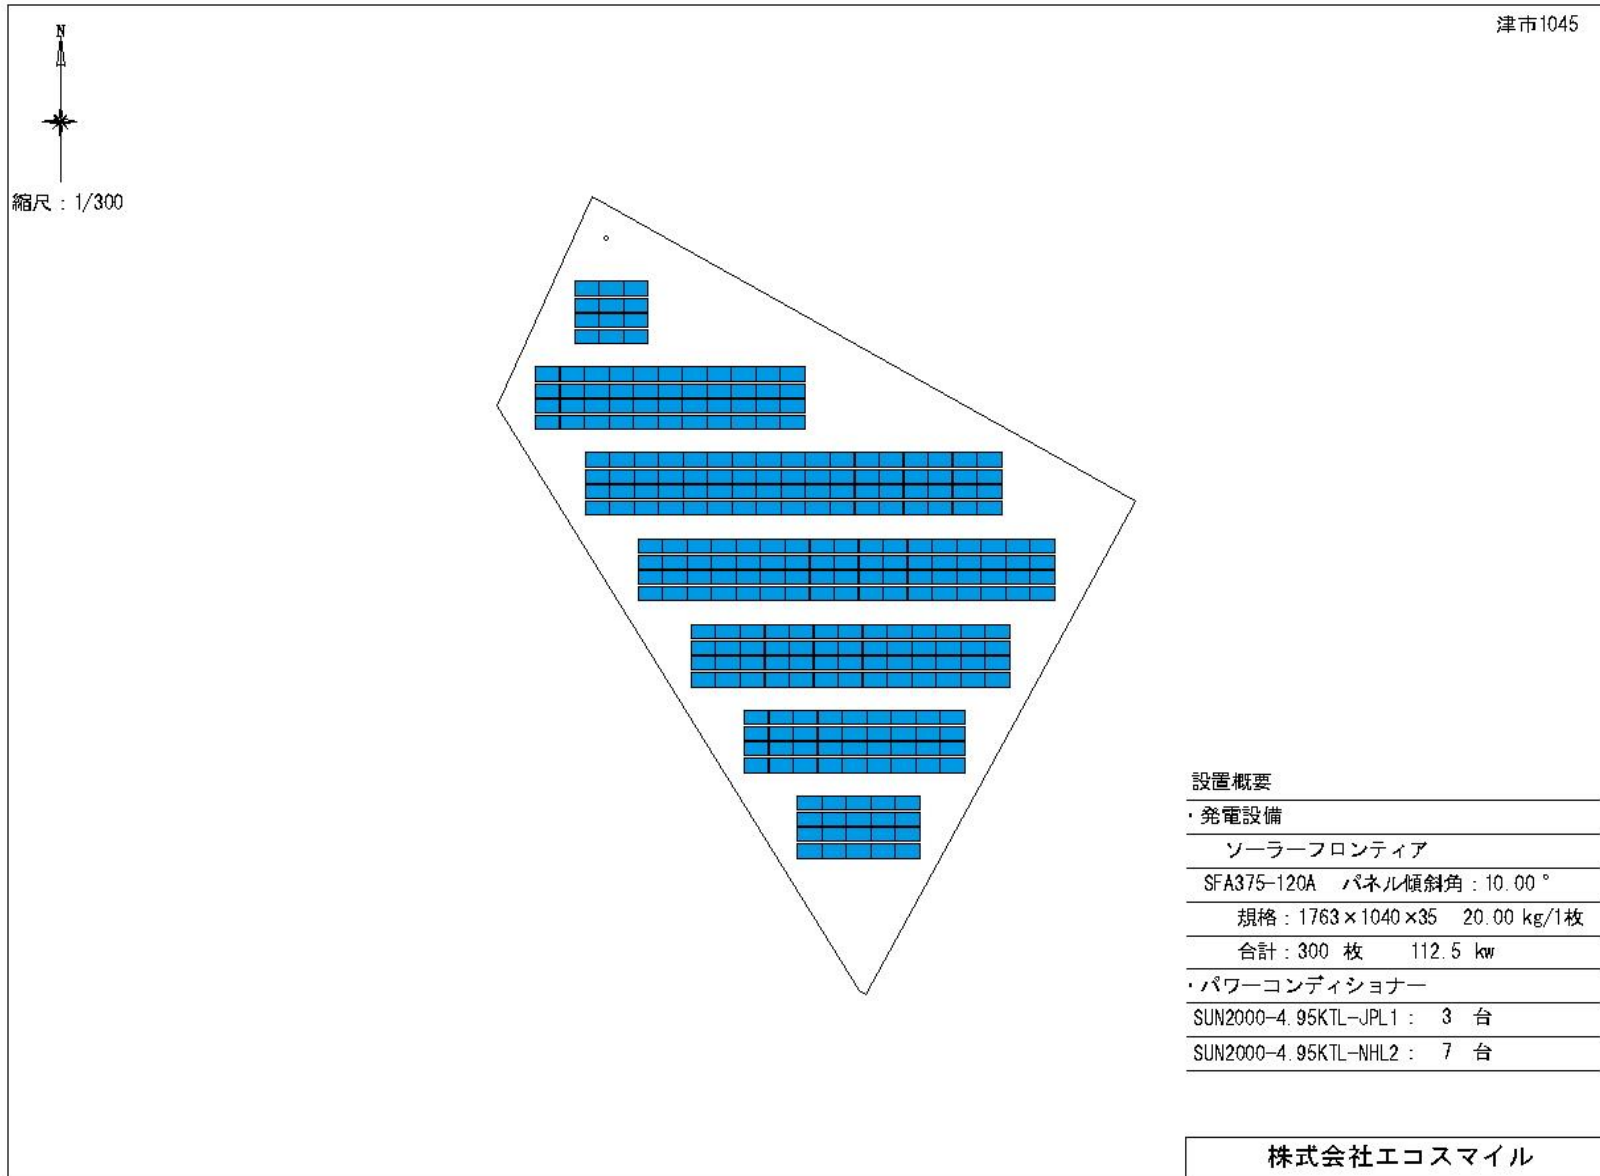 津市1045
N
縮尺：1/300
設置概要
・発電設備
ソーラーフロンティア
SFA375-120A パネル傾斜角：10.00°
規格：1763×1040×35 20.00 kg/1枚
合計：300 枚 112.5 kw
・パワーコンディショナー
SUN2000-4.95KTL-JPL1： 3 台
SUN2000-4.95KTL-NHL2： 7 台
株式会社エコスマイル